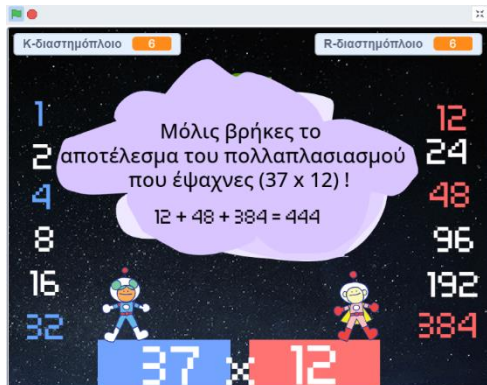 Κ-διαστημόπλοιο 6
R-διαστημόπλοιο 6
Μόλις βρήκες το
αποτέλεσμα του πολλαπλασιασμού
που έψαχνες (37 x 12) !
12 + 48 + 384 = 444
1 12
2 24
4 48
8 96
16 192
32 384
37 x 12